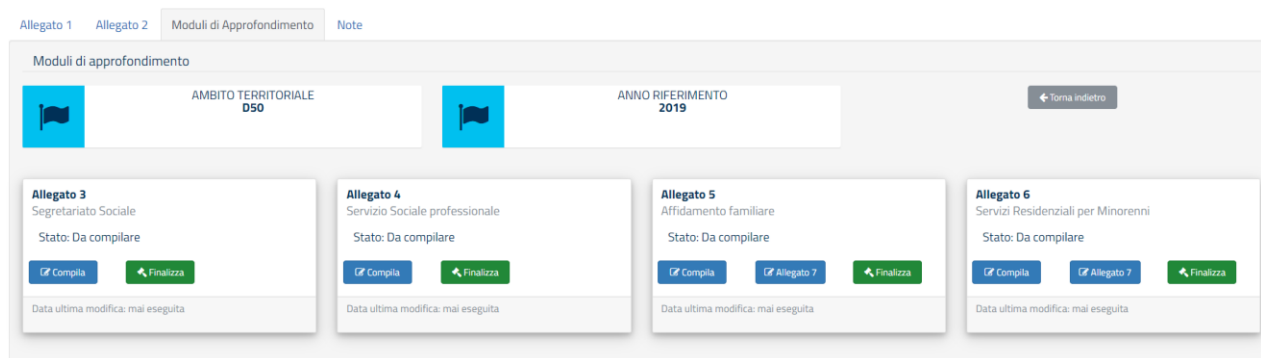 Allegato 1
Allegato 2
Moduli di Approfondimento
Note
Moduli di approfondimento
AMBITO TERRITORIALE
D50
ANNO RIFERIMENTO
2019
Torna indietro
Allegato 3
Segretariato Sociale
Stato: Da compilare
Compila
Finalizza
Data ultima modifica: mai eseguita
Allegato 4
Servizio Sociale professionale
Stato: Da compilare
Compila
Finalizza
Data ultima modifica: mai eseguita
Allegato 5
Affidamento familiare
Stato: Da compilare
Compila
Allegato 7
Finalizza
Data ultima modifica: mai eseguita
Allegato 6
Servizi Residenziali per Minorenni
Stato: Da compilare
Compila
Allegato 7
Finalizza
Data ultima modifica: mai eseguita